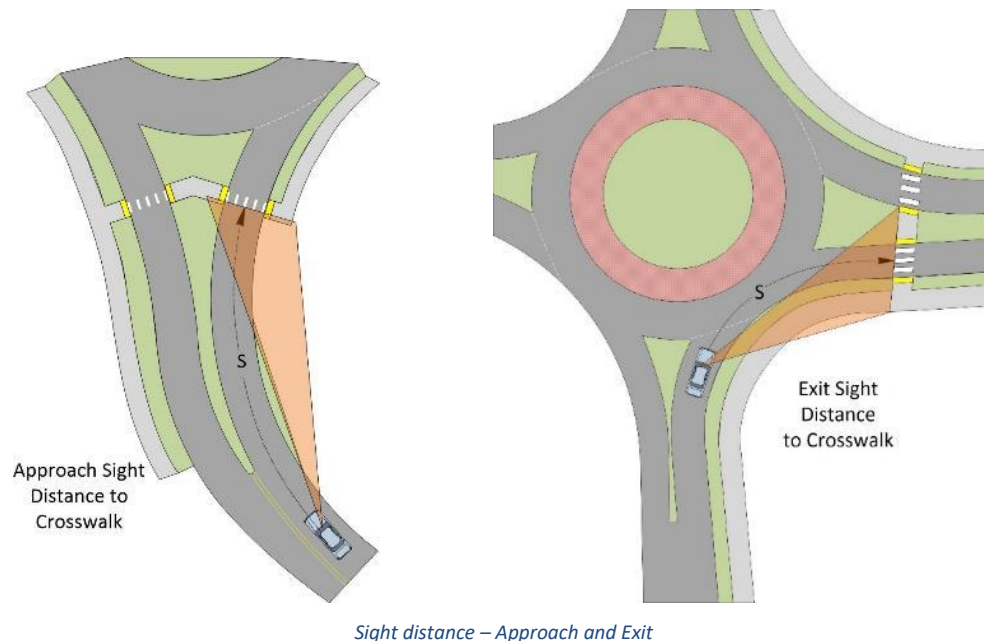 S
Approach Sight
Distance to
Crosswalk
S
Exit Sight
Distance
to Crosswalk
Sight distance – Approach and Exit